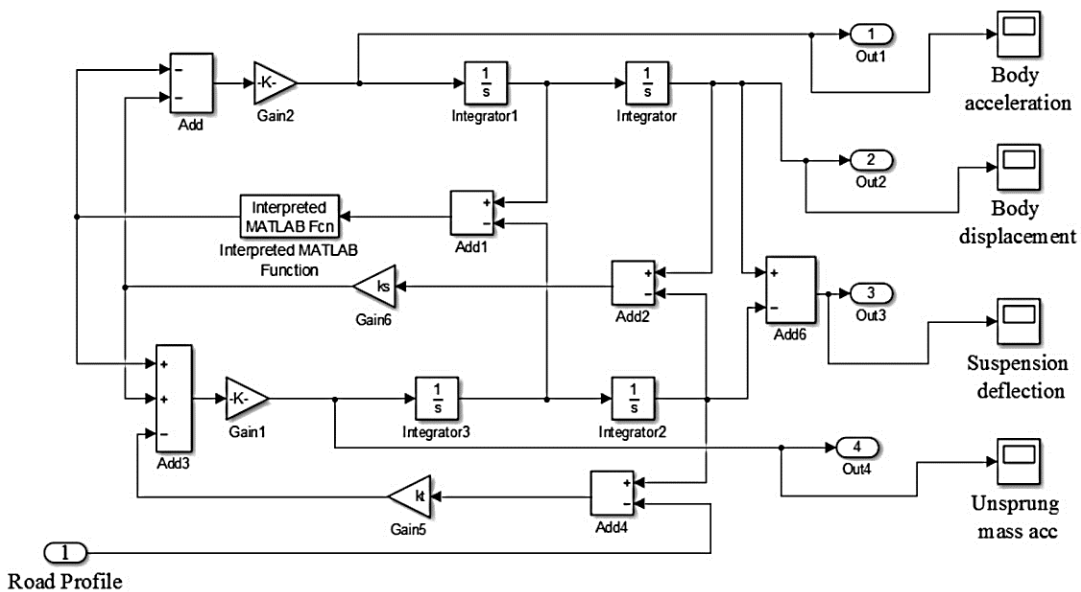 1
Out1
Body
acceleration
−
−
Add
-K-
Gain2
1
s
Integrator1
1
s
Integrator
2
Out2
Body
displacement
Interpreted
MATLAB Fcn
Interpreted MATLAB
Function
+
−
Add1
ks
Gain6
+
−
Add2
+
−
Add6
3
Out3
Suspension
deflection
+
+
−
Add3
-K-
Gain1
1
s
Integrator3
1
s
Integrator2
4
Out4
Unsprung
mass acc
kt
Gain5
+
−
Add4
1
Road Profile